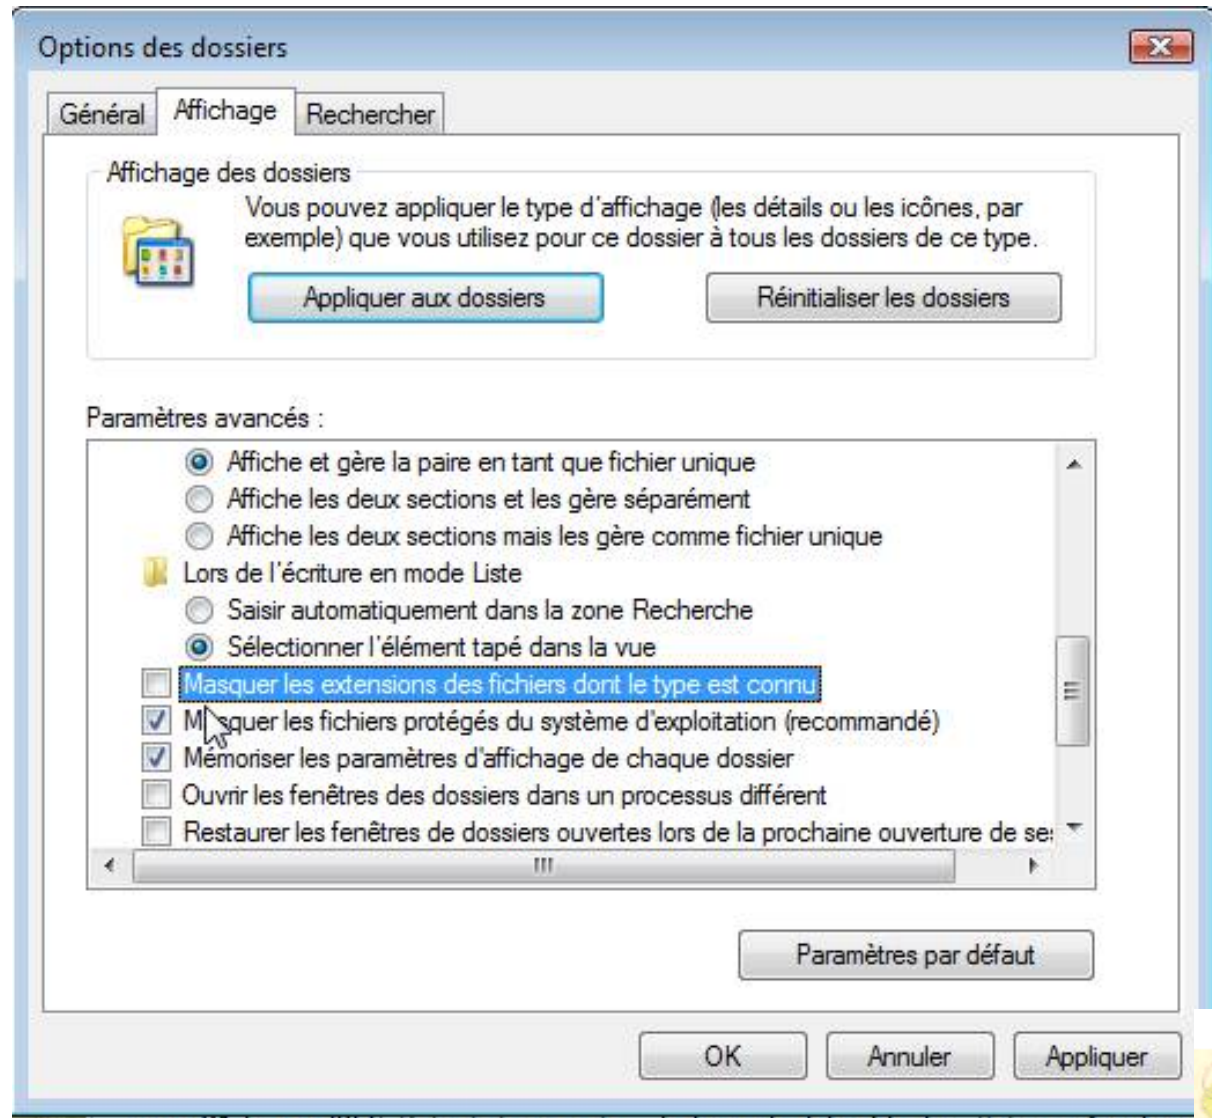 Options des dossiers
Général
Affichage
Rechercher
Affichage des dossiers
Vous pouvez appliquer le type d'affichage (les détails ou les icônes, par
exemple) que vous utilisez pour ce dossier à tous les dossiers de ce type.
Appliquer aux dossiers
Réinitialiser les dossiers
Paramètres avancés :
Affiche et gère la paire en tant que fichier unique
Affiche les deux sections et les gère séparément
Affiche les deux sections mais les gère comme fichier unique
Lors de l'écriture en mode Liste
Saisir automatiquement dans la zone Recherche
Sélectionner l'élément tapé dans la vue
Masquer les extensions des fichiers dont le type est connu
Masquer les fichiers protégés du système d'exploitation (recommandé)
Mémoriser les paramètres d'affichage de chaque dossier
Ouvrir les fenêtres des dossiers dans un processus différent
Restaurer les fenêtres de dossiers ouvertes lors de la prochaine ouverture de
Paramètres par défaut
OK
Annuler
Appliquer